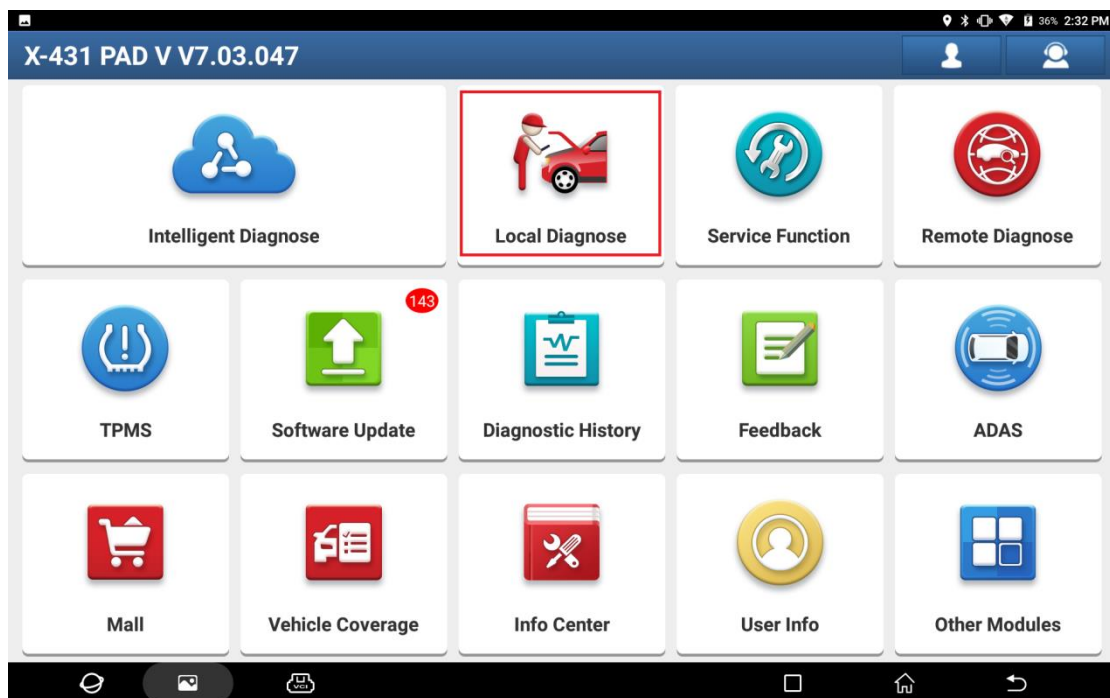 36% 2:32 PM
X-431 PAD V V7.03.047
Intelligent Diagnose
Local Diagnose
Service Function
Remote Diagnose
143
TPMS
Software Update
Diagnostic History
Feedback
ADAS
Mall
Vehicle Coverage
Info Center
User Info
Other Modules
VCI